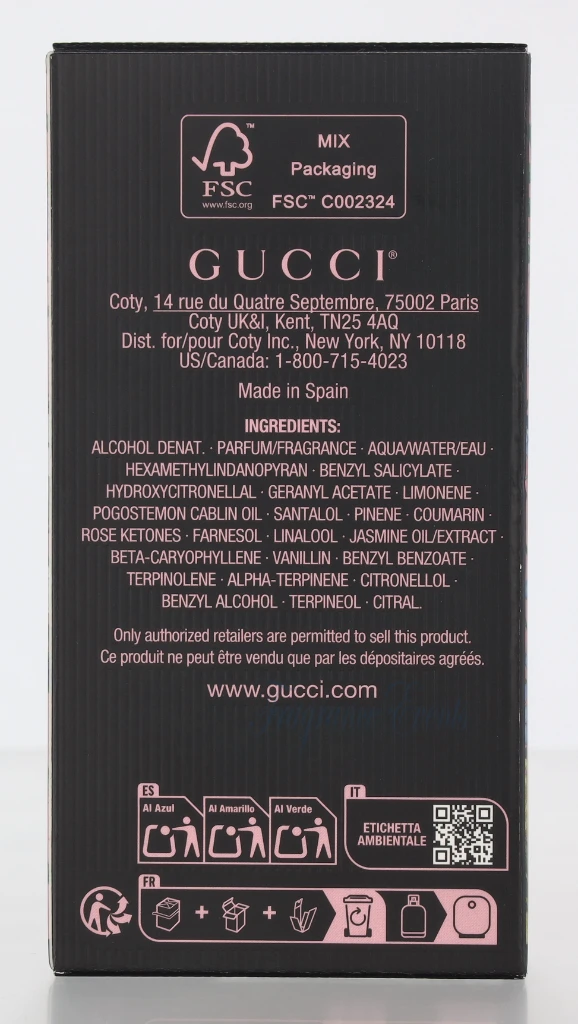 FSC™
www.fsc.org
MIX
Packaging
FSC™ C002324
GUCCI®
Coty, 14 rue du Quatre Septembre, 75002 Paris
Coty UK&I, Kent, TN25 4AQ
Dist. for/pour Coty Inc., New York, NY 10118
US/Canada: 1-800-715-4023
Made in Spain
INGREDIENTS:
ALCOHOL DENAT. · PARFUM/FRAGRANCE · AQUA/WATER/EAU ·
HEXAMETHYLINDANOPYRAN · BENZYL SALICYLATE ·
HYDROXYCITRONELLAL · GERANYL ACETATE · LIMONENE ·
POGOSTEMON CABLIN OIL · SANTALOL · PINENE · COUMARIN ·
ROSE KETONES · FARNESOL · LINALOOL · JASMINE OIL/EXTRACT ·
BETA-CARYOPHYLLENE · VANILLIN · BENZYL BENZOATE ·
TERPINOLENE · ALPHA-TERPINENE · CITRONELLOL ·
BENZYL ALCOHOL · TERPINEOL · CITRAL.
Only authorized retailers are permitted to sell this product.
Ce produit ne peut être vendu que par les dépositaires agréés.
www.gucci.com
ES
Al Azul
Al Amarillo
Al Verde
IT
ETICHETTA
AMBIENTALE
FR
+ +